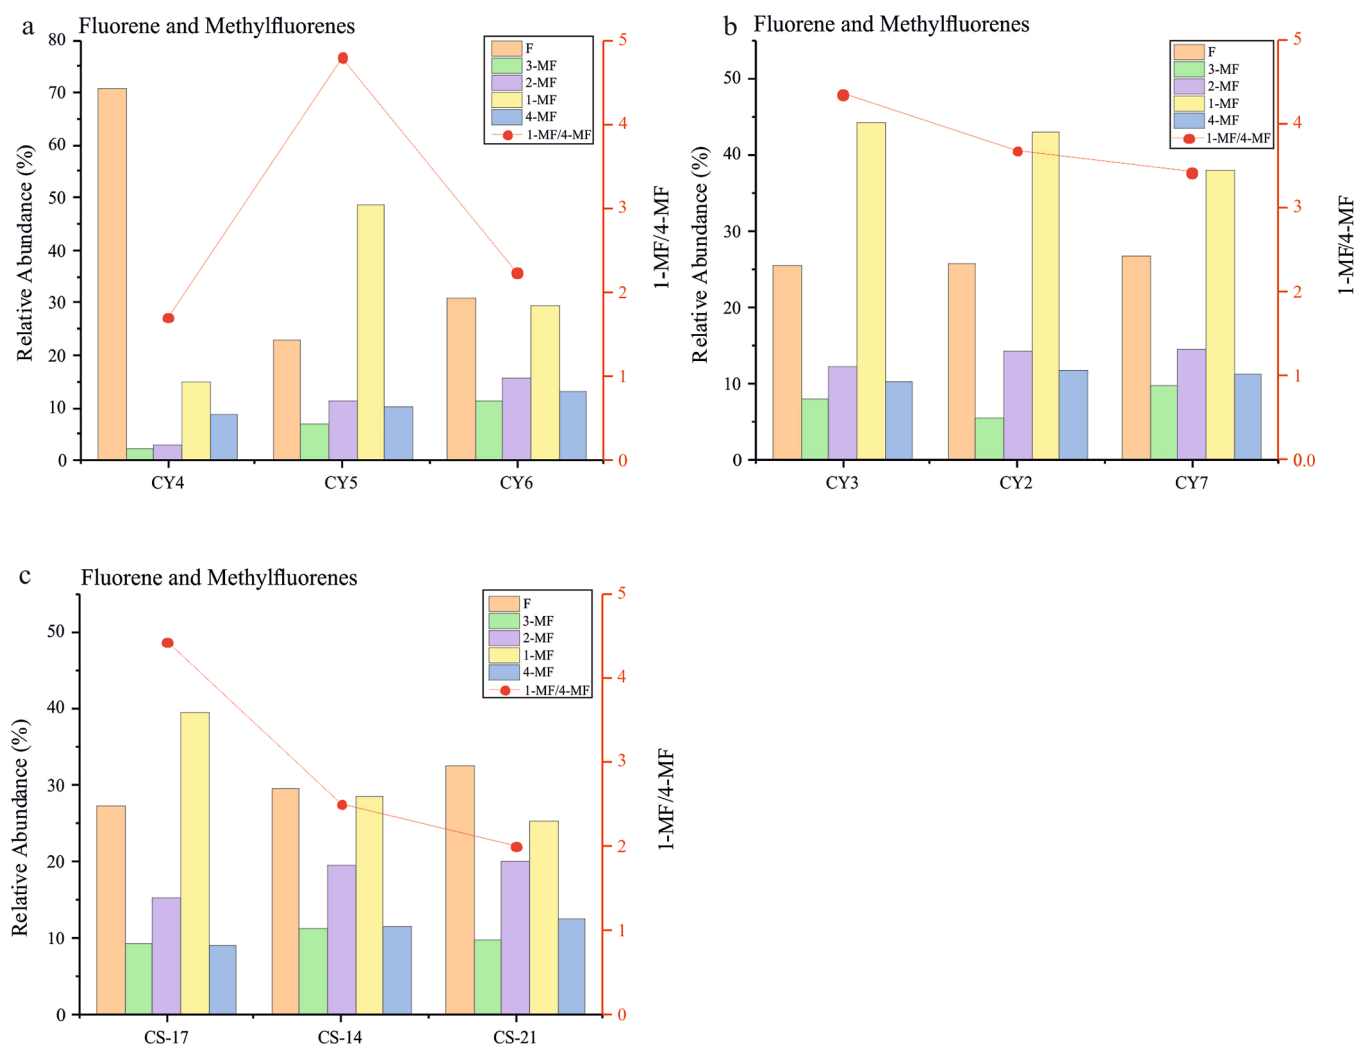 a
Fluorene and Methylfluorenes
80
70
60
50
40
30
20
10
0
Relative Abundance (%)
F
3-MF
2-MF
1-MF
4-MF
1-MF/4-MF
5
4
3
2
1
0
1-MF/4-MF
CY4
CY5
CY6
b
Fluorene and Methylfluorenes
50
40
30
20
10
0
Relative Abundance (%)
F
3-MF
2-MF
1-MF
4-MF
1-MF/4-MF
5
4
3
2
1
0.0
1-MF/4-MF
CY3
CY2
CY7
c
Fluorene and Methylfluorenes
50
40
30
20
10
0
Relative Abundance (%)
F
3-MF
2-MF
1-MF
4-MF
1-MF/4-MF
5
4
3
2
1
0
1-MF/4-MF
CS-17
CS-14
CS-21